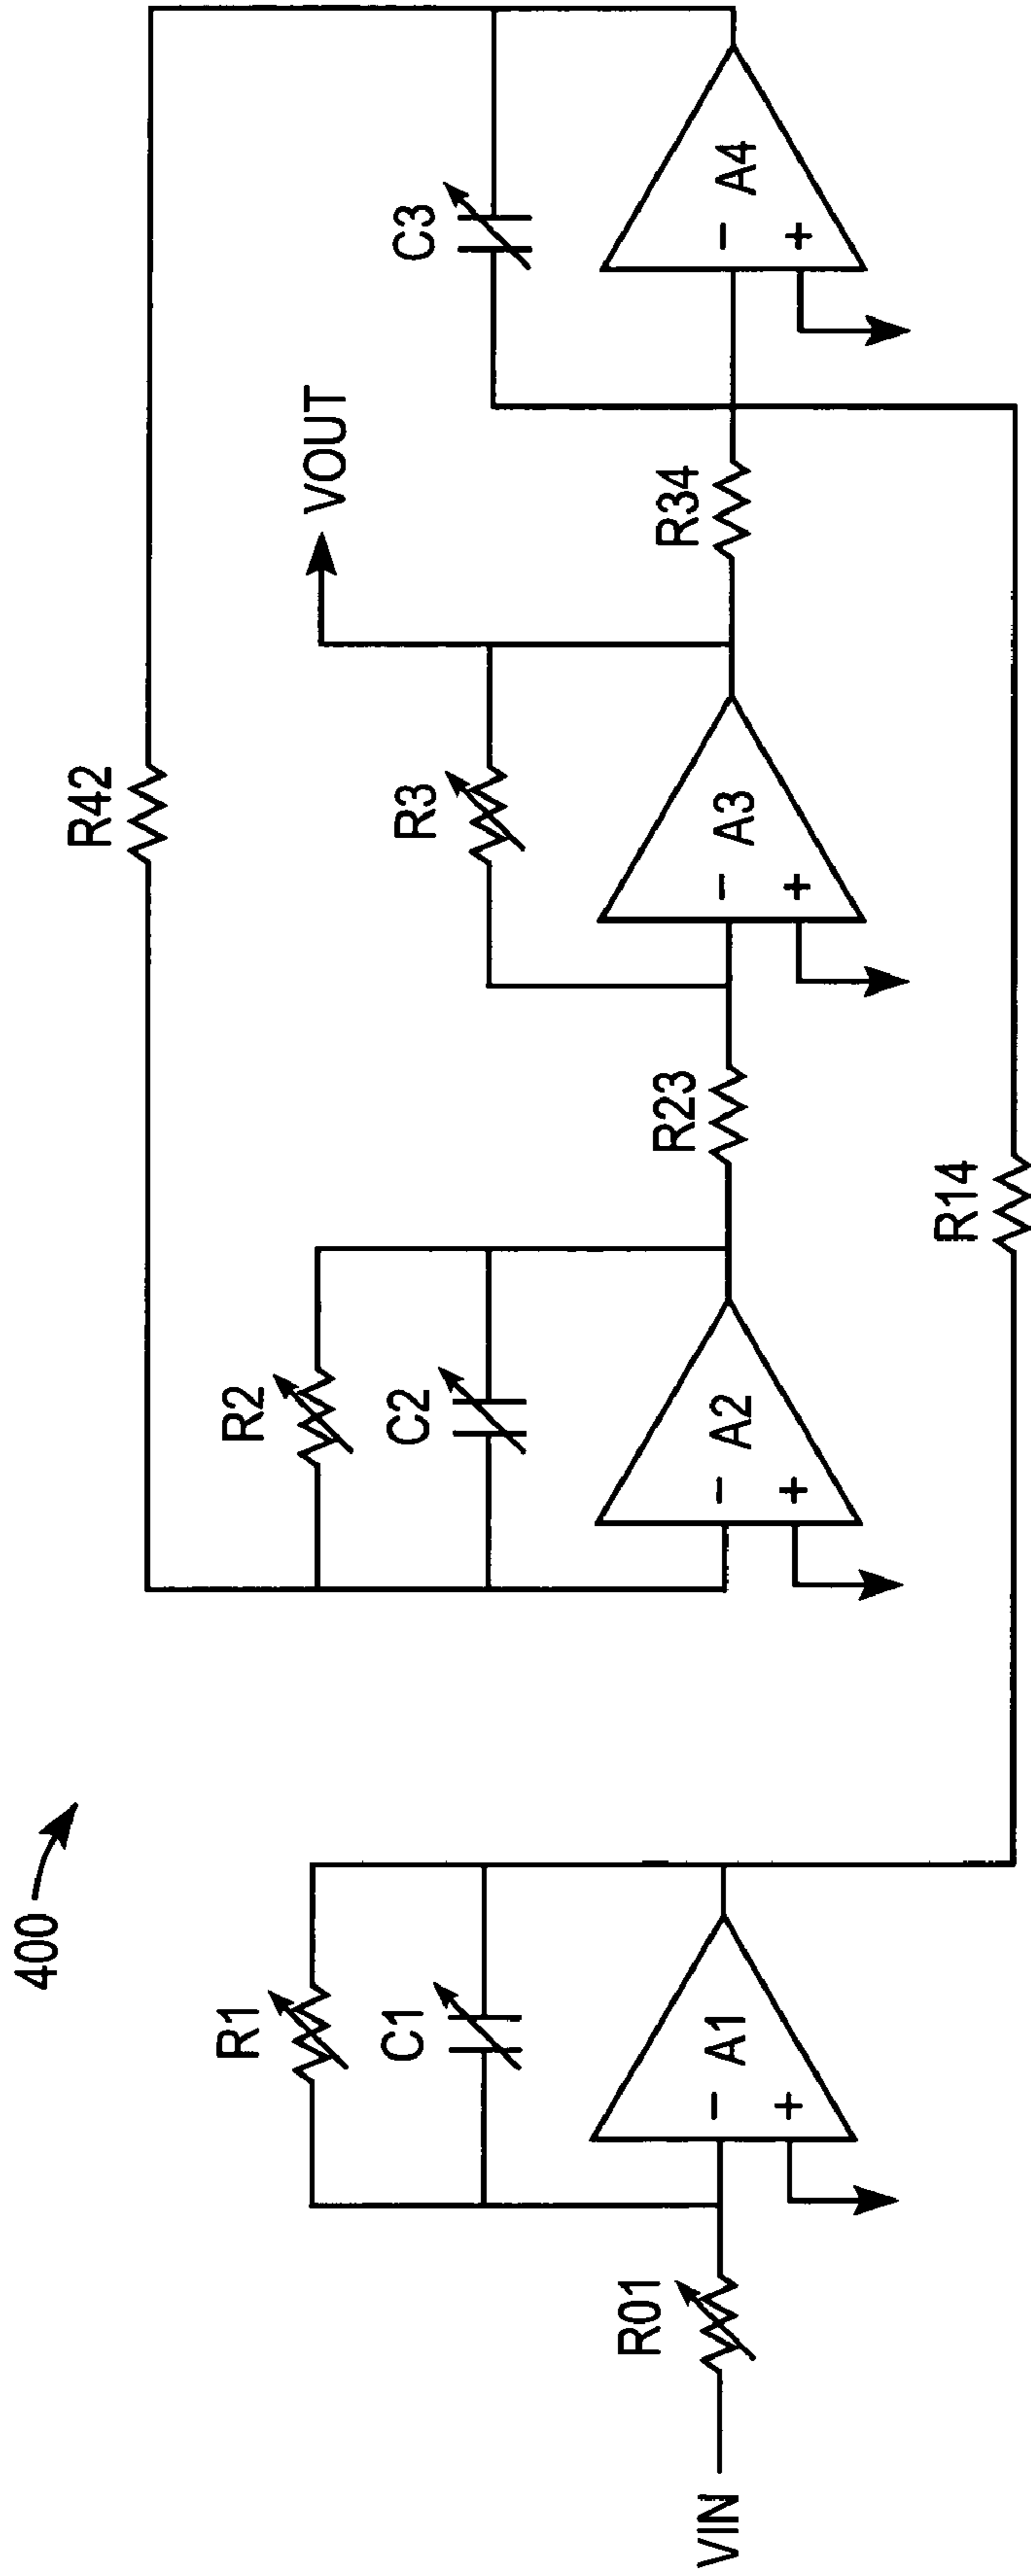 400
R42
R1
R2
R3
C3
VOUT
C1
C2
R01
R23
R34
VIN
−
+
A1
−
+
A2
−
+
A3
−
+
A4
R14